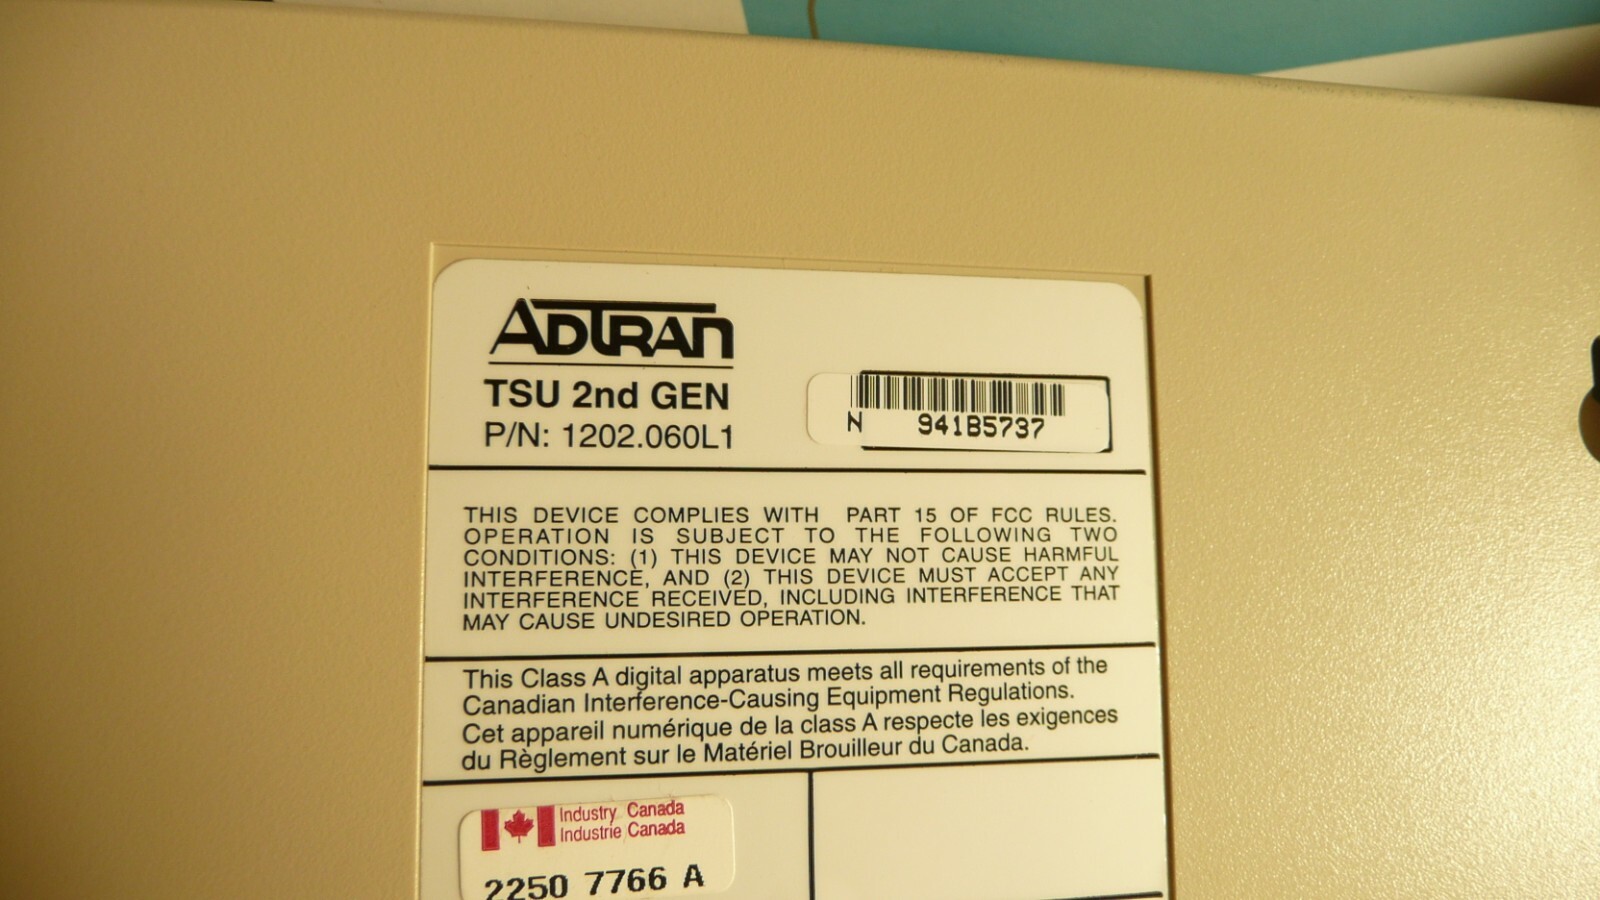 ADTRAN
TSU 2nd GEN
P/N: 1202.060L1
N 941B5737
THIS DEVICE COMPLIES WITH PART 15 OF FCC RULES.
OPERATION IS SUBJECT TO THE FOLLOWING TWO
CONDITIONS: (1) THIS DEVICE MAY NOT CAUSE HARMFUL
INTERFERENCE, AND (2) THIS DEVICE MUST ACCEPT ANY
INTERFERENCE RECEIVED, INCLUDING INTERFERENCE THAT
MAY CAUSE UNDESIRED OPERATION.
This Class A digital apparatus meets all requirements of the
Canadian Interference-Causing Equipment Regulations.
Cet appareil numérique de la class A respecte les exigences
du Règlement sur le Matériel Brouilleur du Canada.
Industry Canada
Industrie Canada
2250 7766 A